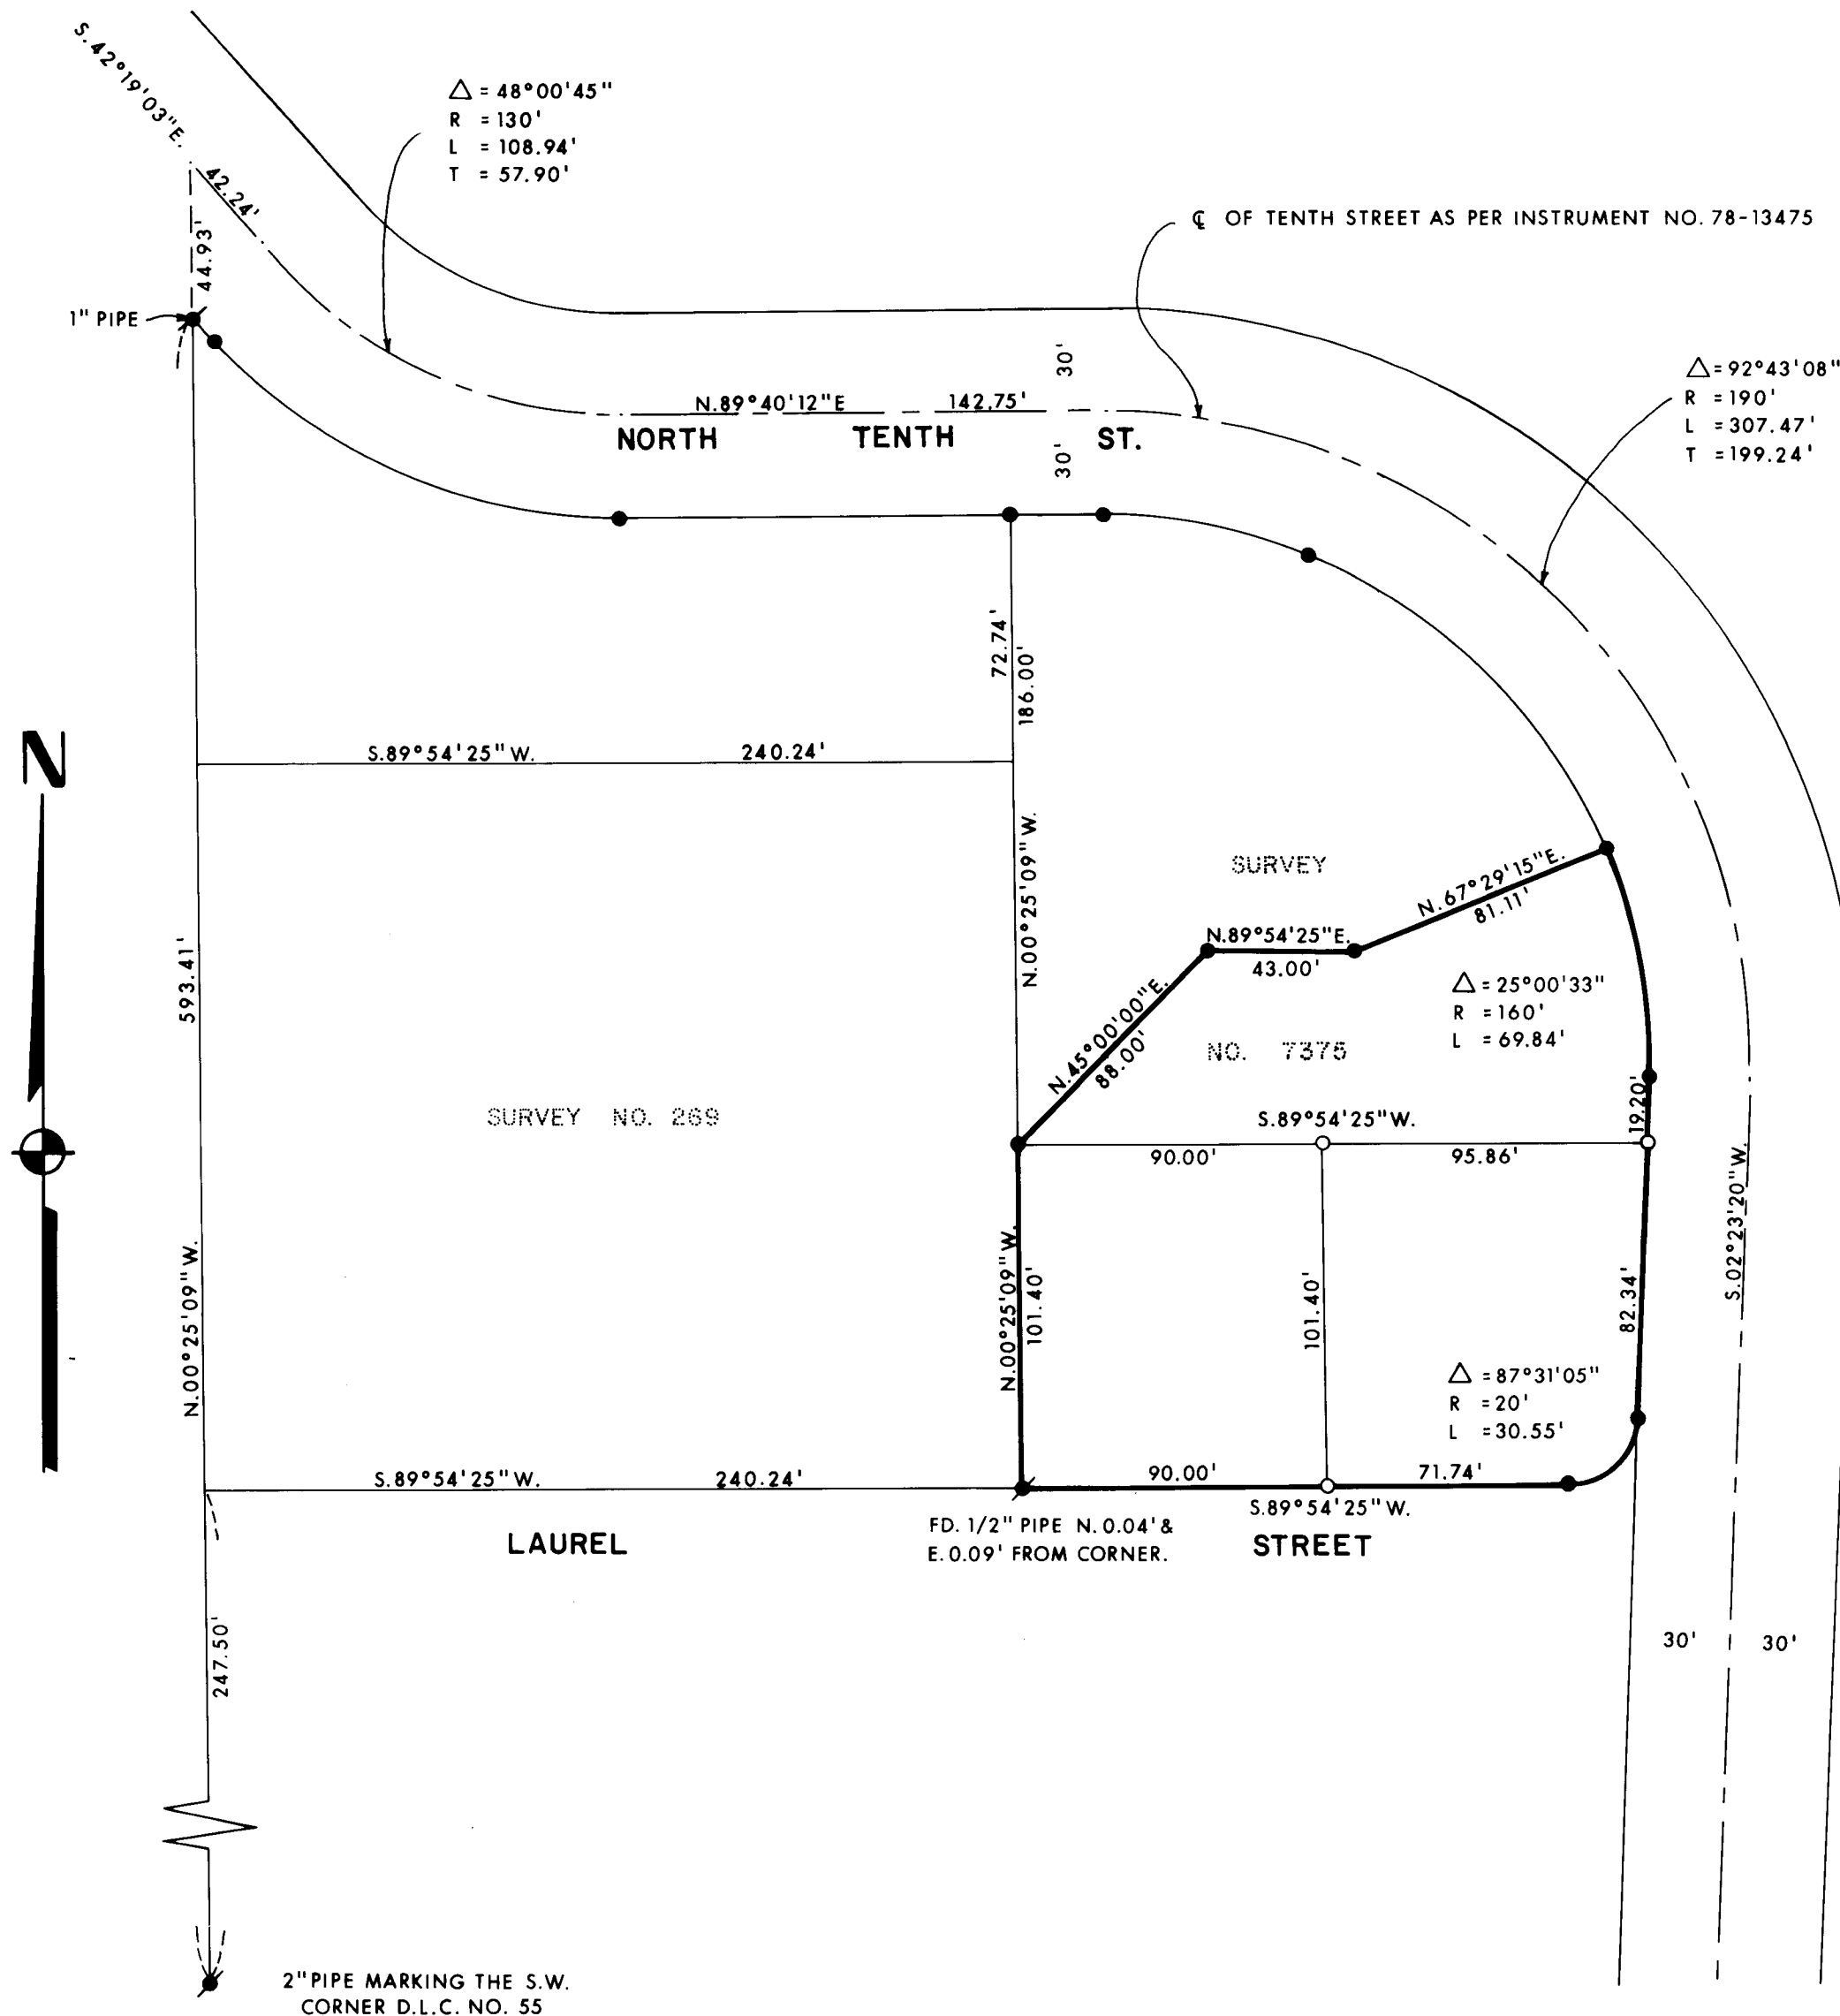 S.42°19'03"E.
42.24'
44.93'
1" PIPE
△ = 48°00'45"
R = 130'
L = 108.94'
T = 57.90'
℄ OF TENTH STREET AS PER INSTRUMENT NO. 78-13475
△ = 92°43'08"
R = 190'
L = 307.47'
T = 199.24'
30'
N.89°40'12"E 142.75'
NORTH TENTH ST.
30'
72.74'
186.00'
S.89°54'25"W. 240.24'
N
N.00°25'09"W.
SURVEY
N.67°29'15"E.
81.11'
N.89°54'25"E.
43.00'
593.41'
△ = 25°00'33"
R = 160'
L = 69.84'
N.45°00'00"E.
88.00'
NO. 7375
SURVEY NO. 269
S.89°54'25"W.
19.20'
90.00'
95.86'
S.02°23'20"W.
N.00°25'09"W.
N.00°25'09"W.
101.40'
101.40'
82.34'
△ = 87°31'05"
R = 20'
L = 30.55'
S.89°54'25"W. 240.24'
90.00'
71.74'
S.89°54'25"W.
FD. 1/2" PIPE N. 0.04' &
E. 0.09' FROM CORNER.
LAUREL STREET
247.50'
30'
30'
2" PIPE MARKING THE S.W.
CORNER D.L.C. NO. 55